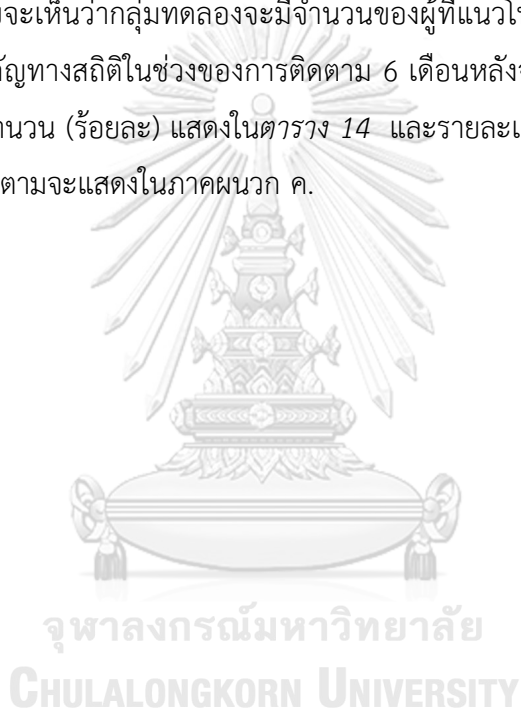 จะเห็นว่ากลุ่มทดลองจะมีจำนวนของผู้ที่แนวโ
ัญทางสถิติในช่วงของการติดตาม 6 เดือนหลัง
นวน (ร้อยละ) แสดงในตาราง 14 และรายละเ
ตามจะแสดงในภาคผนวก ค.
จุฬาลงกรณ์มหาวิทยาลัย
CHULALONGKORN UNIVERSITY